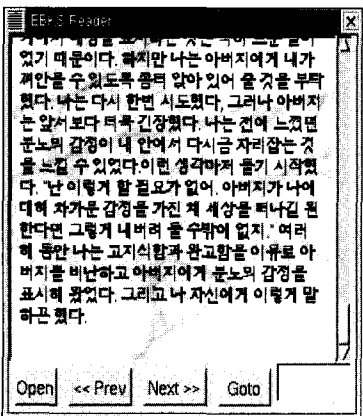 EBKS Reader
었기 때문이다. 하지만 나는 아버지에게 내가
껴안을 수 있도록 좀더 앉아 있어 줄 것을 부탁
했다. 나는 다시 한번 시도했다, 그러나 아버지
는 앞서보다 더욱 긴장했다. 나는 전에 느꼈던
분노의 감정이 내 안에서 다시금 자리잡는 것
을 느낄 수 있었다.이런 생각마저 들기 시작했
다. "난 이렇게 할 필요가 없어. 아버지가 나에
대해 차가운 감정을 가진 채 세상을 떠나길 원
한다면 그렇게 내버려 둘 수밖에 없지." 여러
해 동안 나는 고지식함과 완고함을 이유로 아
버지를 비난하고 아버지에게 분노의 감정을
표시해 왔었다. 그리고 나 자신에게 이렇게 말
하곤 했다.
Open << Prev Next >> Goto